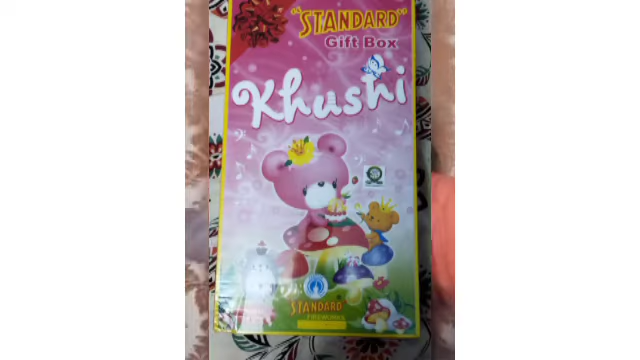 "STANDARD"
Gift Box
Khushi
STANDARD
FIREWORKS